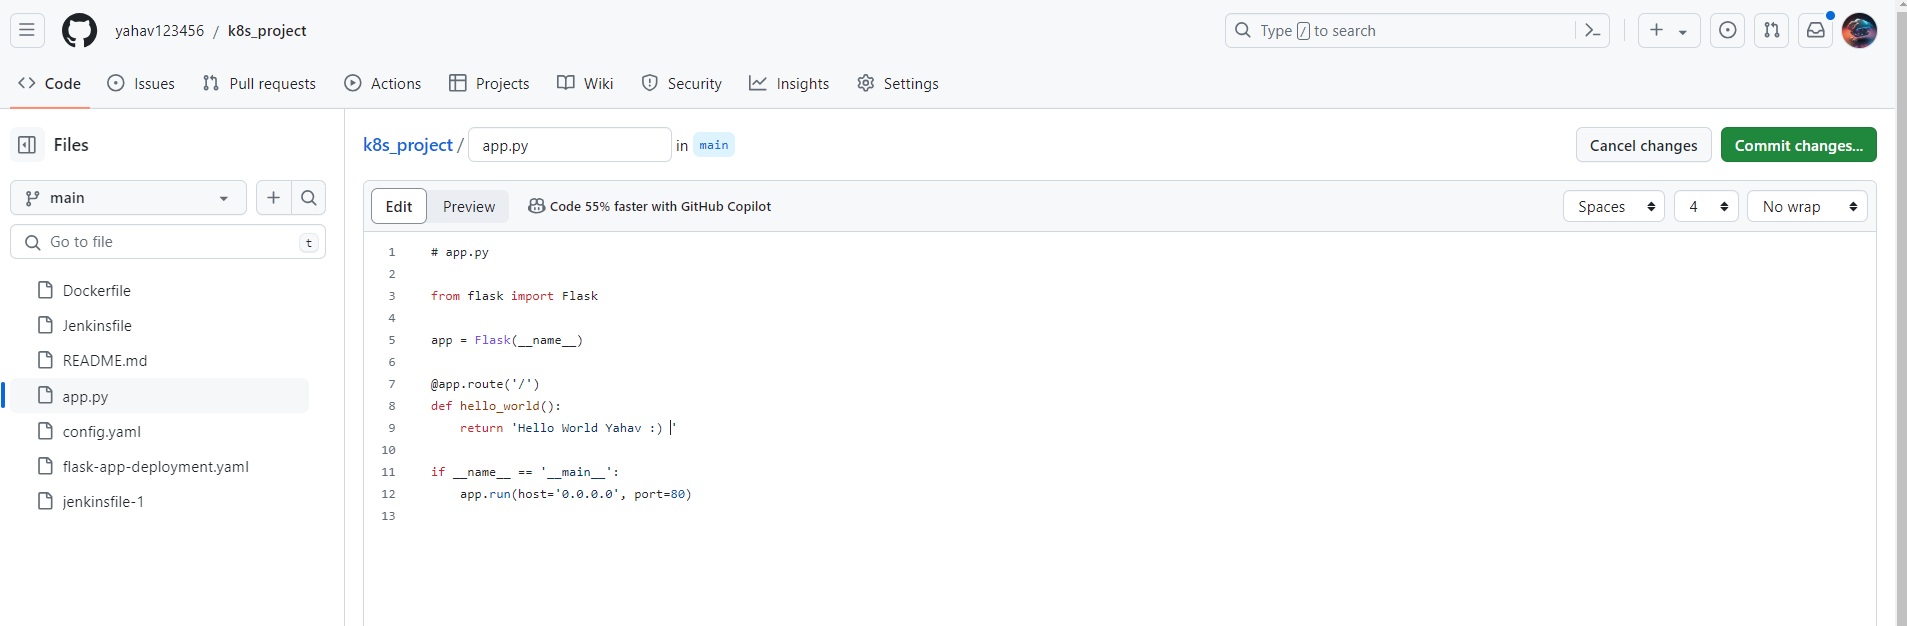 yahav123456 / k8s_project
Type / to search
Code
Issues
Pull requests
Actions
Projects
Wiki
Security
Insights
Settings
Files
main
Go to file
t
Dockerfile
Jenkinsfile
README.md
app.py
config.yaml
flask-app-deployment.yaml
jenkinsfile-1
k8s_project / app.py in main
Cancel changes
Commit changes...
Edit
Preview
Code 55% faster with GitHub Copilot
Spaces
4
No wrap
1 # app.py
2
3 from flask import Flask
4
5 app = Flask(__name__)
6
7 @app.route('/')
8 def hello_world():
9     return 'Hello World Yahav :) '
10
11 if __name__ == '__main__':
12     app.run(host='0.0.0.0', port=80)
13